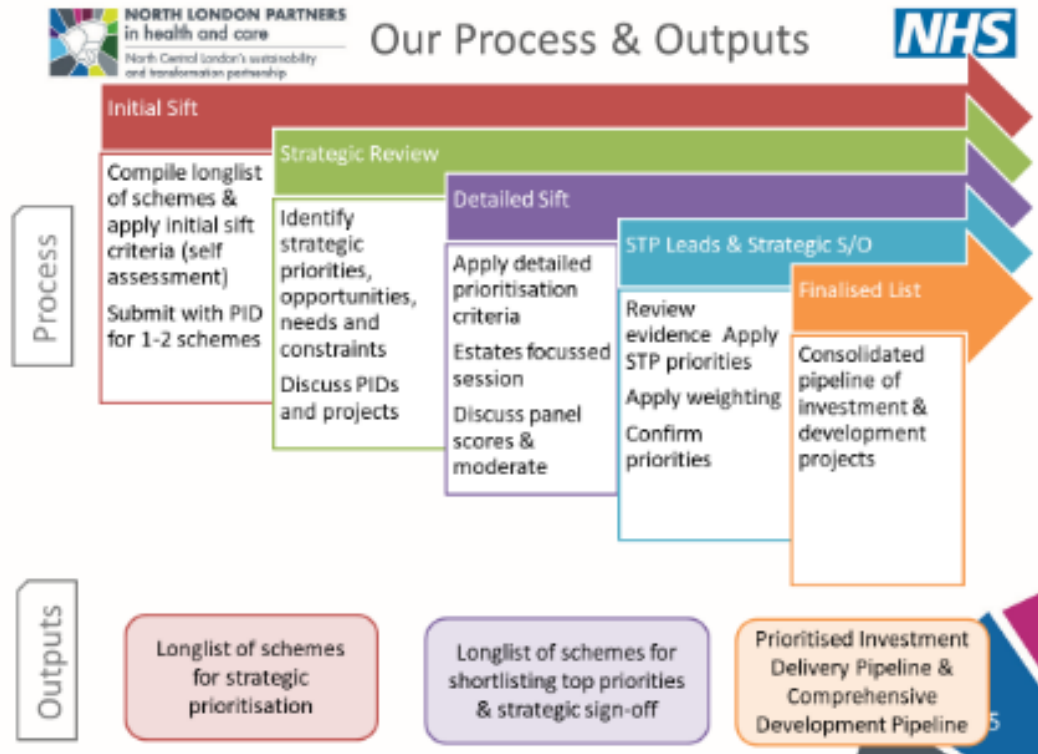 NORTH LONDON PARTNERS
in health and care
North Central London's sustainability
and transformation partnership
Our Process & Outputs
NHS
Process
Initial Sift
Compile longlist
of schemes &
apply initial sift
criteria (self
assessment)
Submit with PID
for 1-2 schemes
Strategic Review
Identify
strategic
priorities,
opportunities,
needs and
constraints
Discuss PIDs
and projects
Detailed Sift
Apply detailed
prioritisation
criteria
Estates focussed
session
Discuss panel
scores &
moderate
STP Leads & Strategic S/O
Review
evidence Apply
STP priorities
Apply weighting
Confirm
priorities
Finalised List
Consolidated
pipeline of
investment &
development
projects
Outputs
Longlist of schemes
for strategic
prioritisation
Longlist of schemes for
shortlisting top priorities
& strategic sign-off
Prioritised Investment
Delivery Pipeline &
Comprehensive
Development Pipeline
5